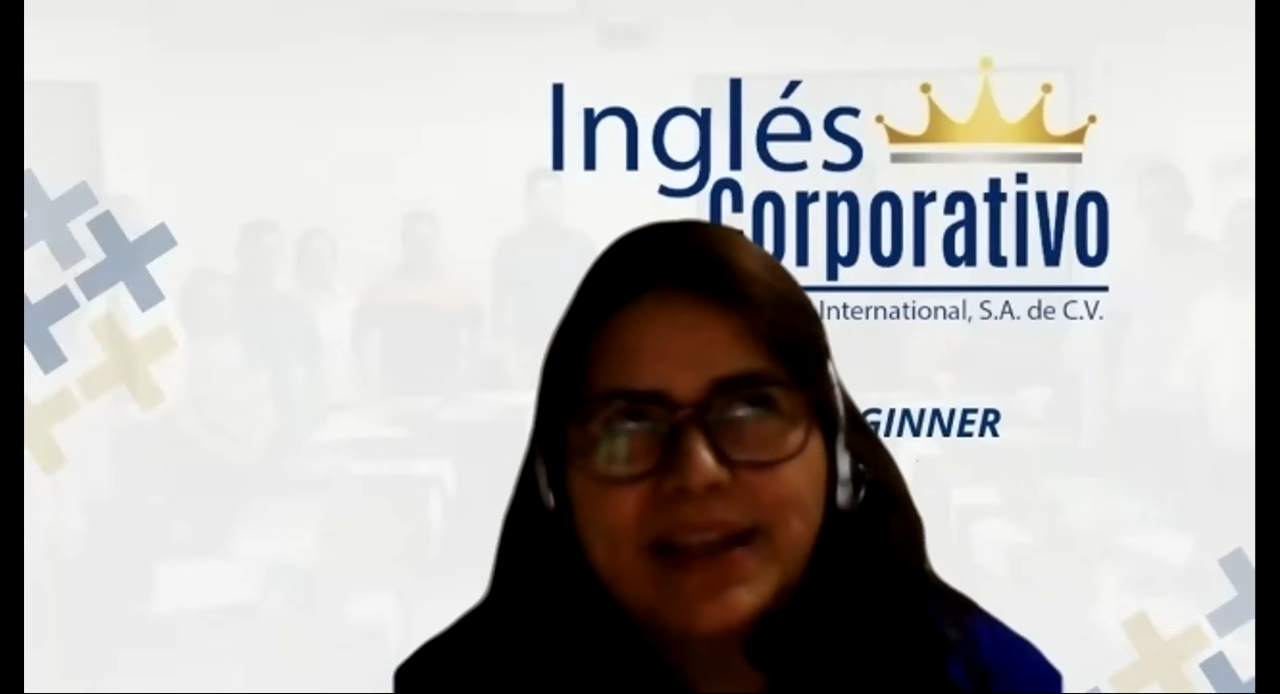 Inglés
Corporativo
International, S.A. de C.V.
GINNER